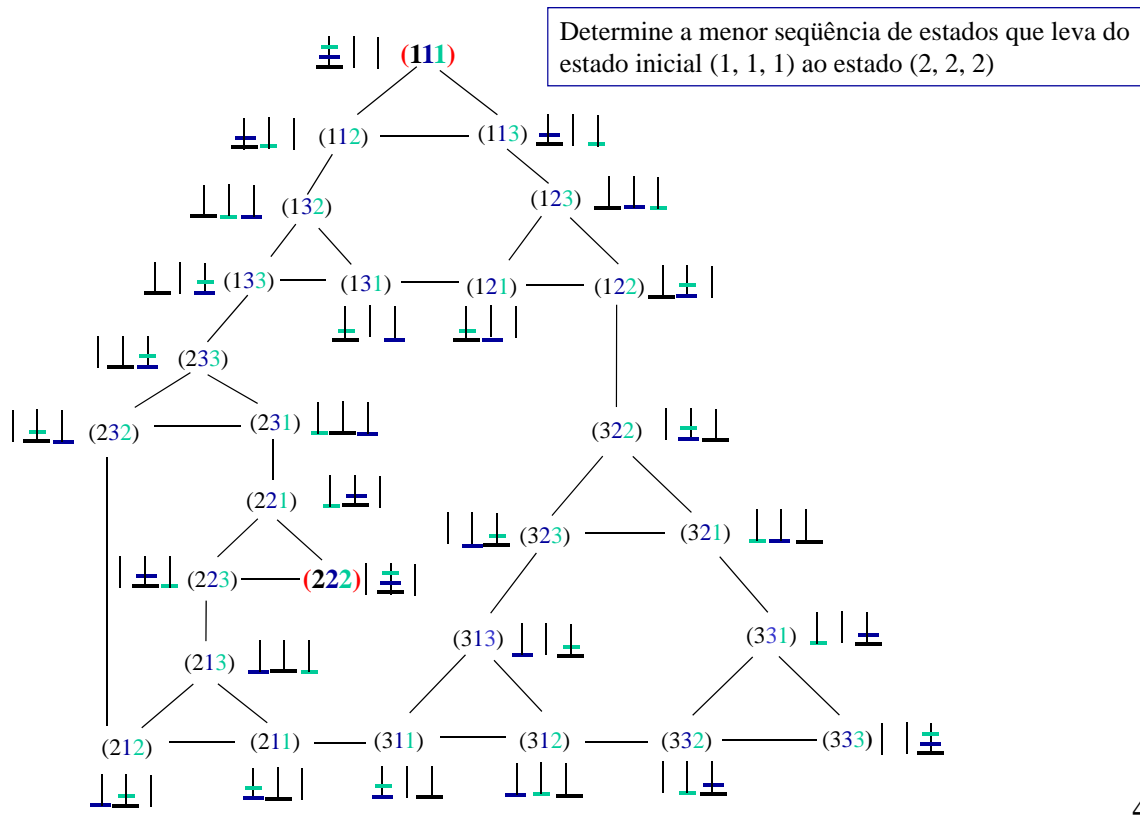 Determine a menor seqüência de estados que leva do
estado inicial (1, 1, 1) ao estado (2, 2, 2)
(111)
(112) (113)
(132) (123)
(133) (131) (121) (122)
(233)
(232) (231) (322)
(221)
(323) (321)
(223) (222)
(313) (331)
(213)
(212) (211) (311) (312) (332) (333)
4